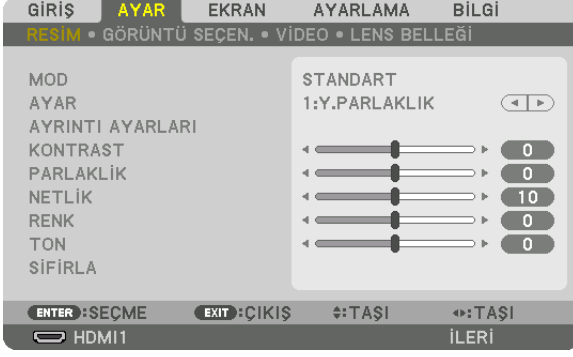 GİRİŞ AYAR EKRAN AYARLAMA BİLGİ
RESİM • GÖRÜNTÜ SEÇEN. • VİDEO • LENS BELLEĞİ
MOD STANDART
AYAR 1:Y.PARLAKLIK
AYRINTI AYARLARI
KONTRAST 0
PARLAKLİK 0
NETLİK 10
RENK 0
TON 0
SİFİRLA
ENTER :SEÇME EXIT :ÇIKIŞ :TAŞI :TAŞI
HDMI1 İLERİ